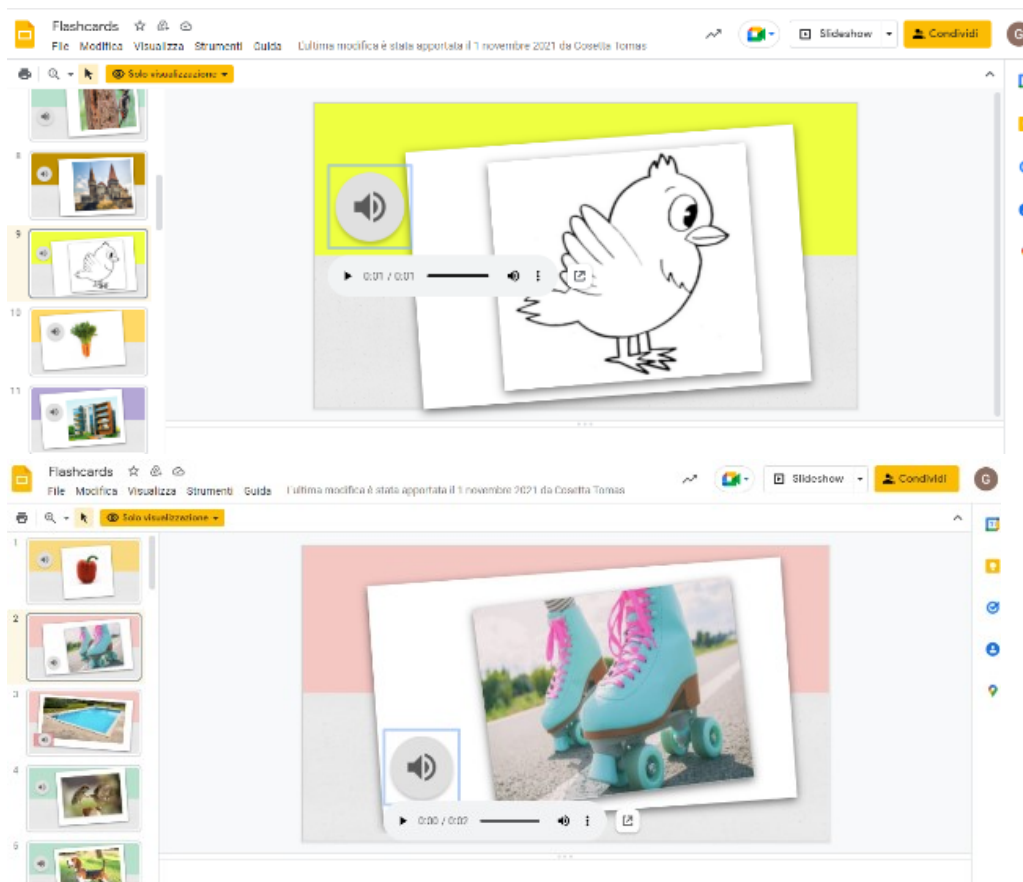 Flashcards
File Modifica Visualizza Strumenti Guida L'ultima modifica è stata apportata il 1 novembre 2021 da Cosetta Tomas
Slideshow
Condividi
G
Solo visualizzazione
8
9
10
11
0:01 / 0:01
Flashcards
File Modifica Visualizza Strumenti Guida L'ultima modifica è stata apportata il 1 novembre 2021 da Cosetta Tomas
Slideshow
Condividi
G
Solo visualizzazione
1
2
3
4
5
0:00 / 0:02